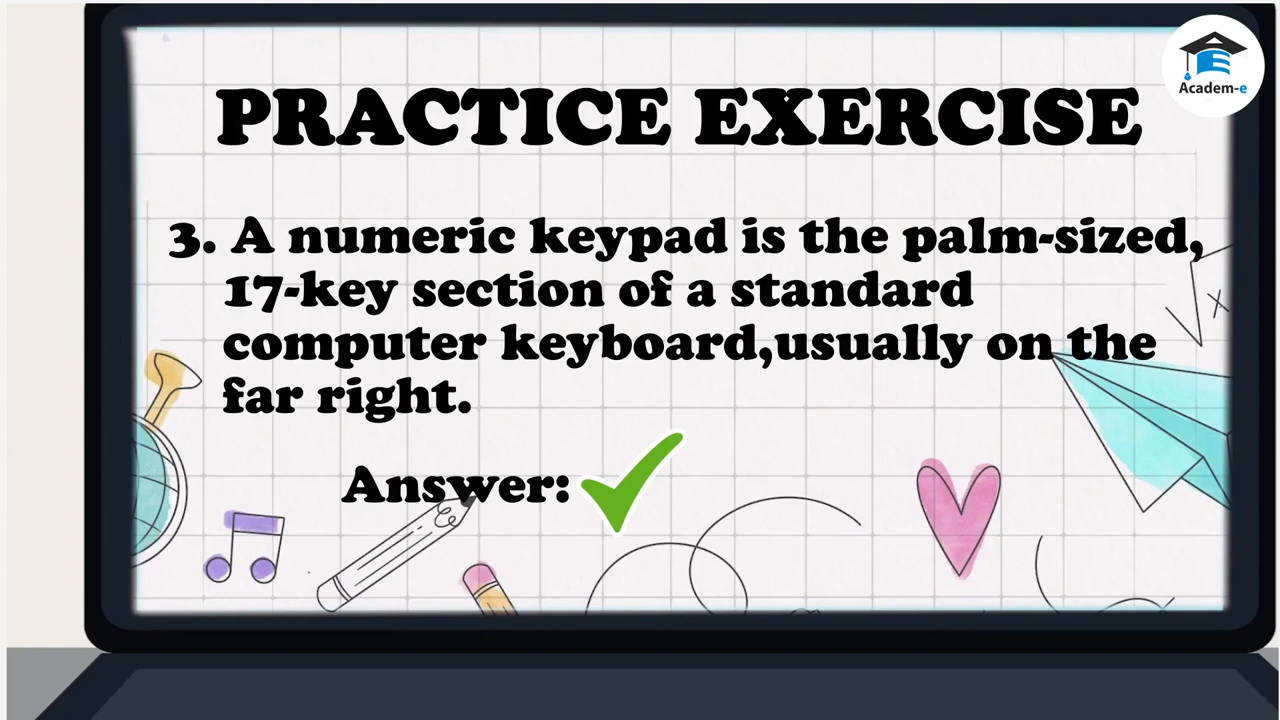 Academ-e
PRACTICE EXERCISE
3. A numeric keypad is the palm-sized,
17-key section of a standard
computer keyboard,usually on the
far right.
Answer:
√x